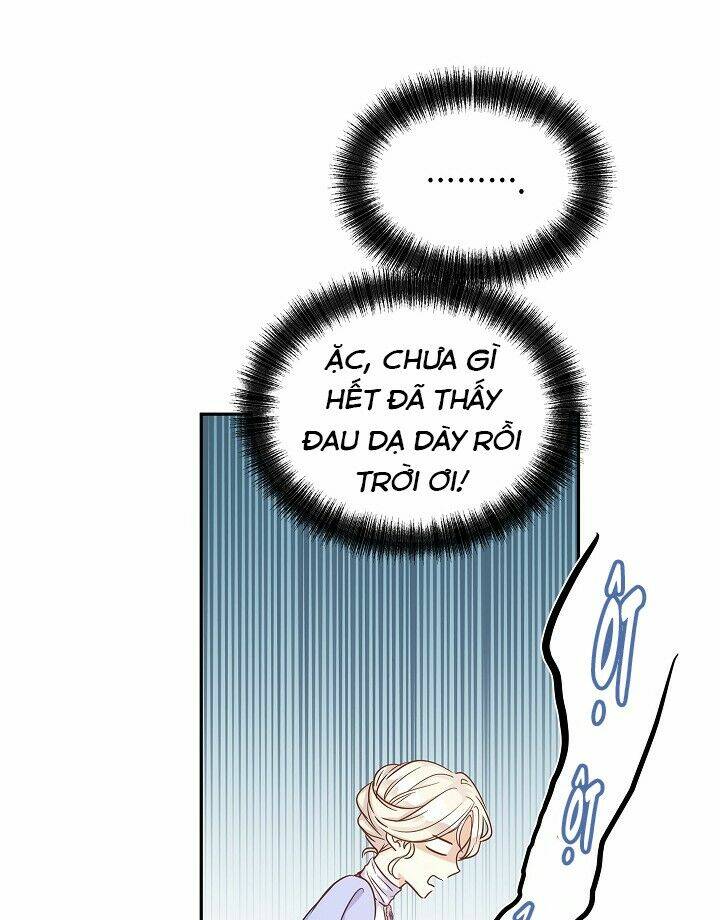 ..........
ẶC, CHƯA GÌ
HẾT ĐÃ THẤY
ĐAU DẠ DÀY RỒI
TRỜI ƠI!
ỘT
ỘT